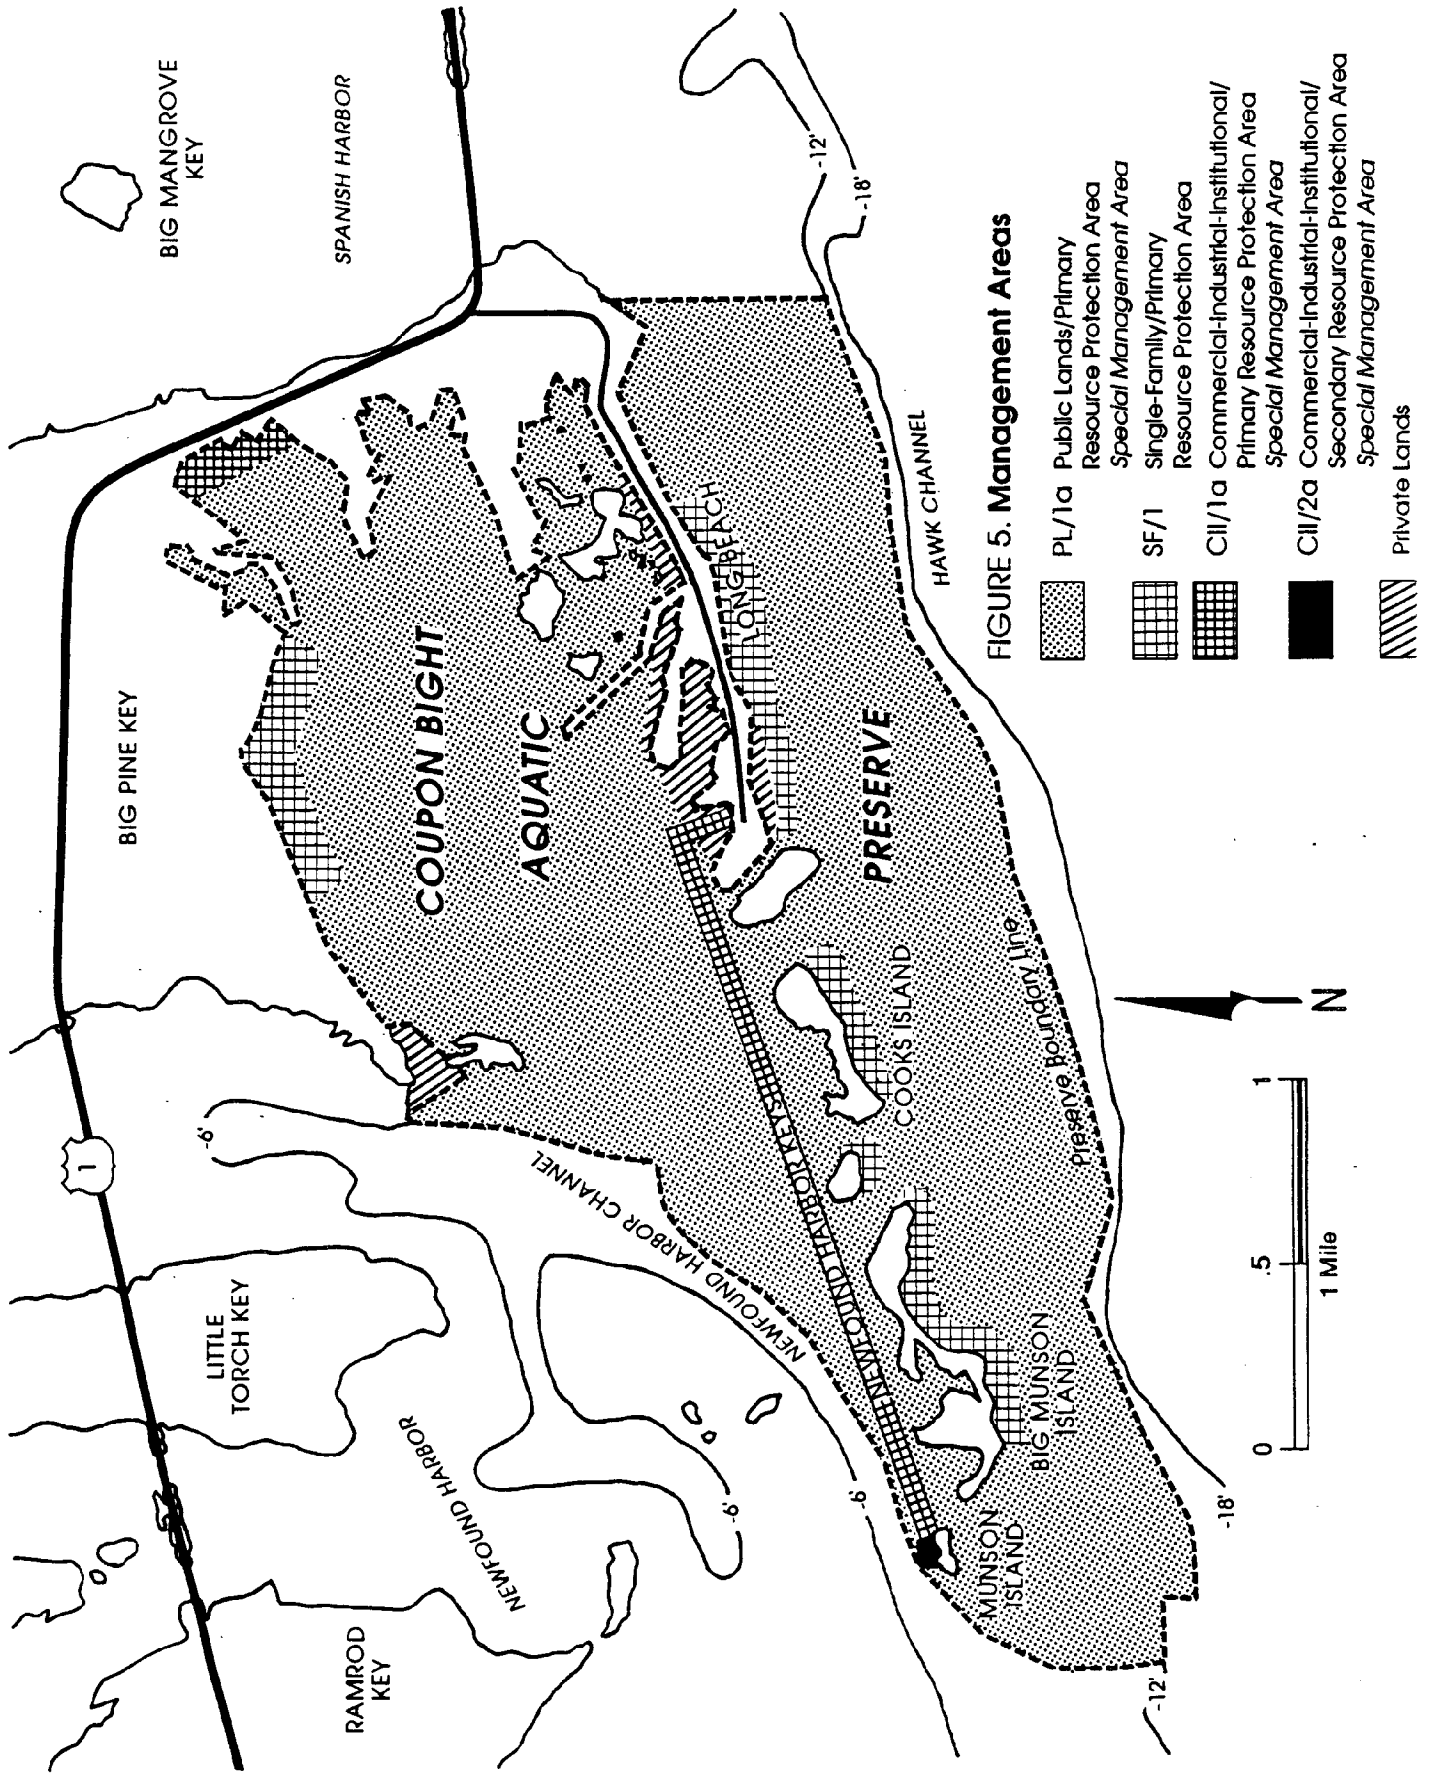 BIG MANGROVE
KEY
SPANISH HARBOR
BIG PINE KEY
1
LITTLE
TORCH KEY
RAMROD
KEY
NEWFOUND HARBOR
-6'
-6'
-6'
NEWFOUND HARBOR CHANNEL
COUPON BIGHT
AQUATIC
PRESERVE
LONG BEACH
NEWFOUND HARBOR KEYS
COOKS ISLAND
BIG MUNSON
ISLAND
MUNSON
ISLAND
HAWK CHANNEL
Preserve Boundary Line
-12'
-18'
-12'
-18'
N
0 .5 1
1 Mile
FIGURE 5. Management Areas
PL/1a Public Lands/Primary
Resource Protection Area
Special Management Area
SF/1 Single-Family/Primary
Resource Protection Area
CII/1a Commercial-Industrial-Institutional/
Primary Resource Protection Area
Special Management Area
CII/2a Commercial-Industrial-Institutional/
Secondary Resource Protection Area
Special Management Area
Private Lands